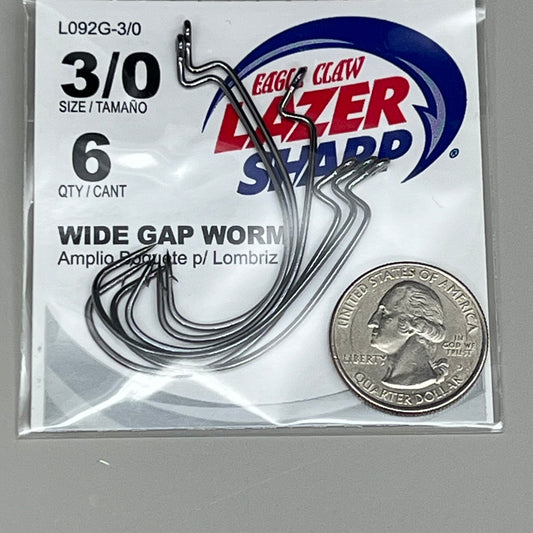 L092G-3/0
3/0
SIZE / TAMAÑO
6
QTY / CANT
EAGLE CLAW
LAZER
SHARP
®
WIDE GAP WORM
Amplio p/ Lombriz
UNITED STATES OF AMERICA
LIBERTY
IN
GOD WE
TRUST
QUARTER DOLLAR